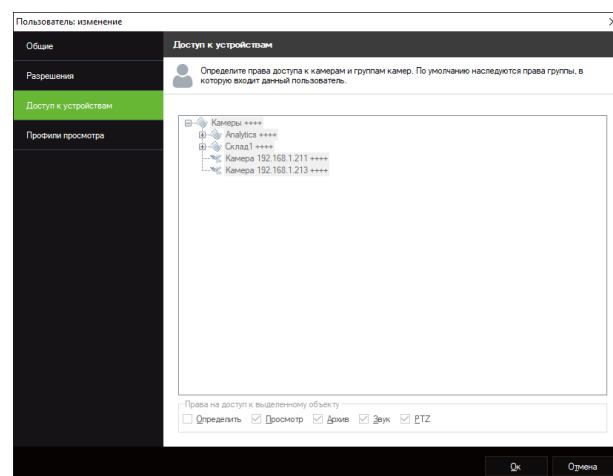 Пользователь: изменение
Общие
Разрешения
Доступ к устройствам
Профили просмотра
Доступ к устройствам
Определите права доступа к камерам и группам камер. По умолчанию наследуются права группы, в
которую входит данный пользователь.
Камеры ++++
Analytics ++++
Склад1 ++++
Камера 192.168.1.211 ++++
Камера 192.168.1.213 ++++
Права на доступ к выделенному объекту
Определить Просмотр Архив Звук PTZ
Ок Отмена